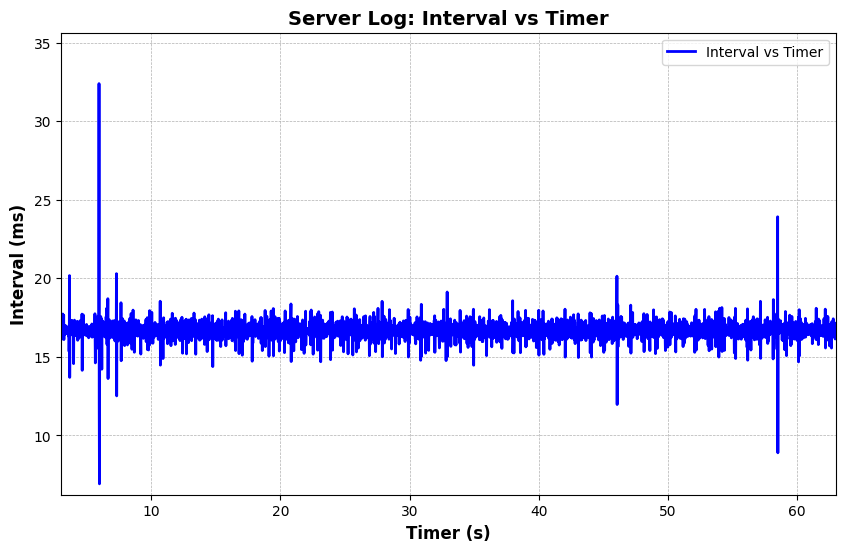 Server Log: Interval vs Timer
Interval vs Timer
35
30
25
20
15
10
Interval (ms)
10 20 30 40 50 60
Timer (s)